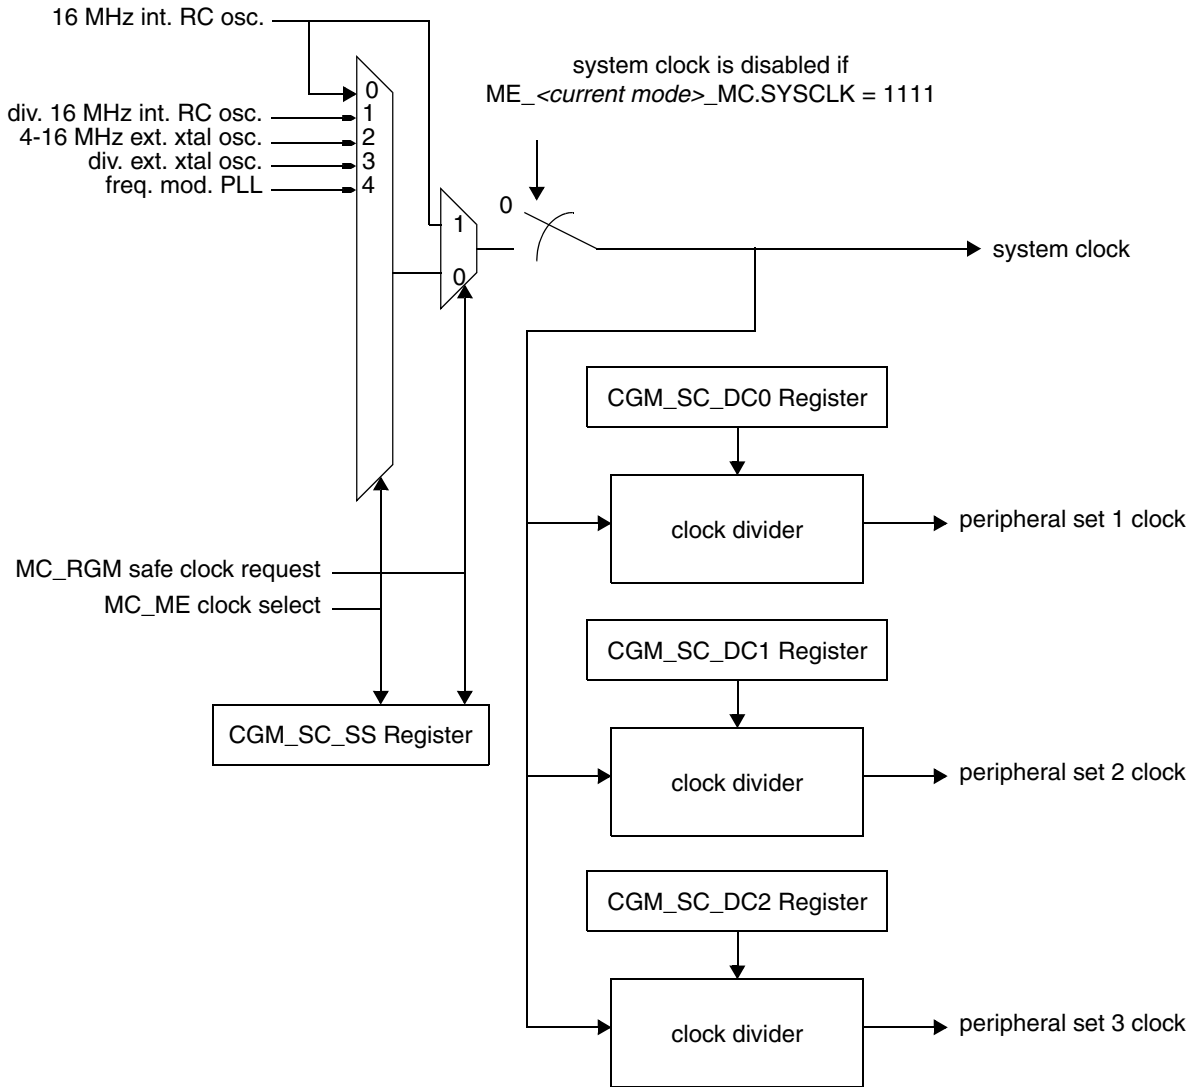 16 MHz int. RC osc.
system clock is disabled if
ME_<current mode>_MC.SYSCLK = 1111
0
div. 16 MHz int. RC osc.
1
4-16 MHz ext. xtal osc.
2
div. ext. xtal osc.
3
freq. mod. PLL
4
0
1
system clock
0
CGM_SC_DC0 Register
clock divider
peripheral set 1 clock
MC_RGM safe clock request
MC_ME clock select
CGM_SC_DC1 Register
CGM_SC_SS Register
clock divider
peripheral set 2 clock
CGM_SC_DC2 Register
clock divider
peripheral set 3 clock